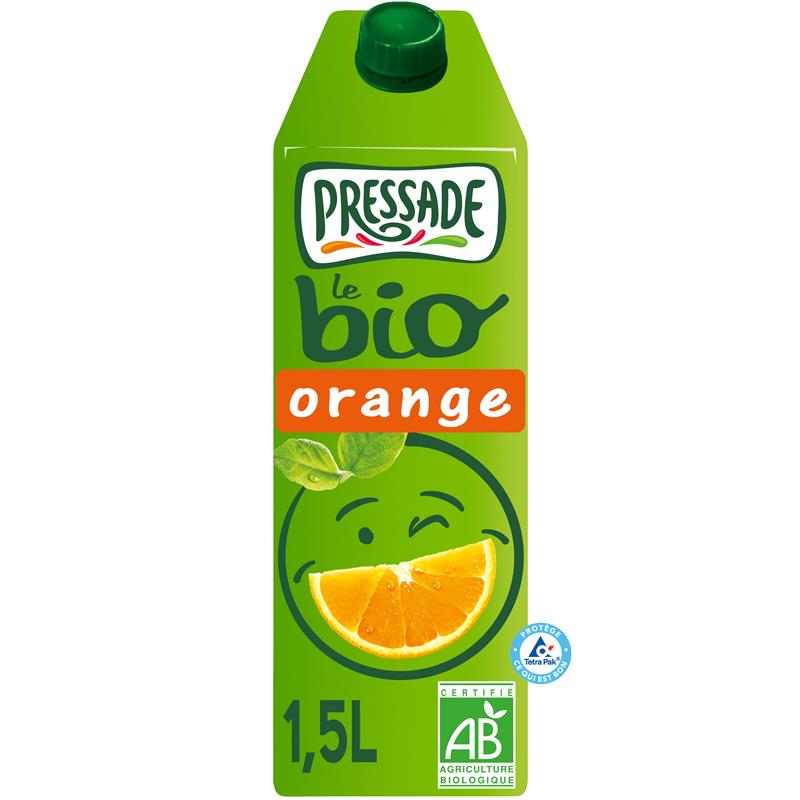 PRESSADE
le
bio
orange
PROTÈGE
Tetra Pak®
CE QUI EST BON
1,5L
CERTIFIÉ
AB
AGRICULTURE
BIOLOGIQUE